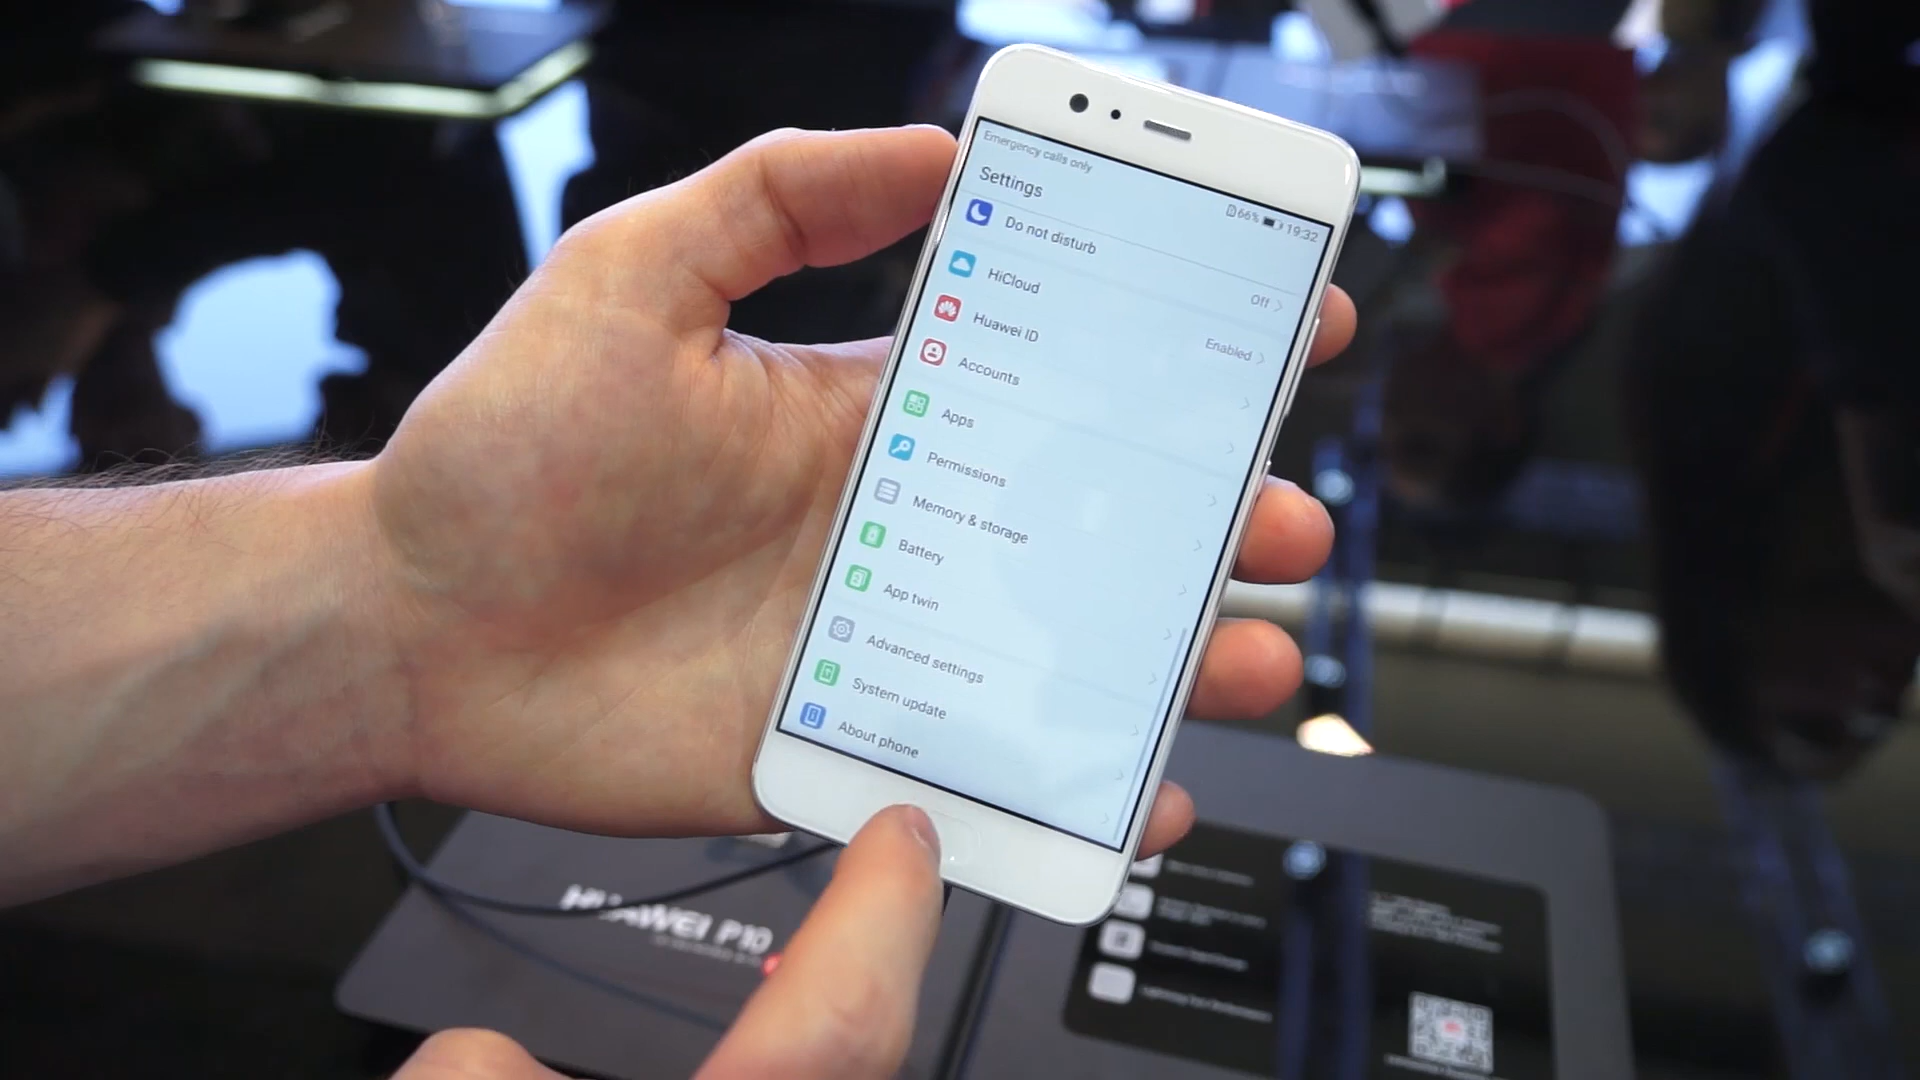 Emergency calls only
66% 19:32
Settings
Do not disturb
Off
HiCloud
Enabled
Huawei ID
Accounts
Apps
Permissions
Memory & storage
Battery
App twin
Advanced settings
System update
About phone
HUAWEI P10